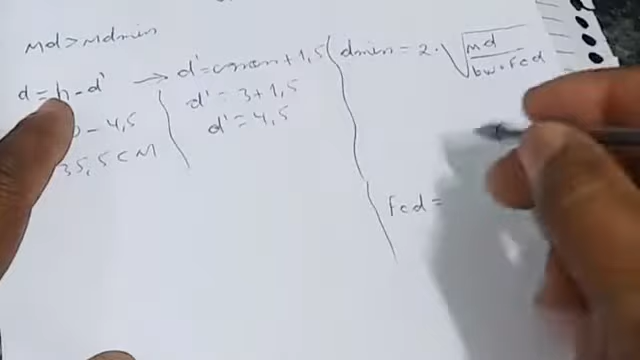 Md > Mdmin
d = h - d'
- 4,5
35,5 cm
→ d' = + 1,5
d' = 3 + 1,5
d' = 4,5
dmin = 2 · √ md / bw · Fcd
Fcd =